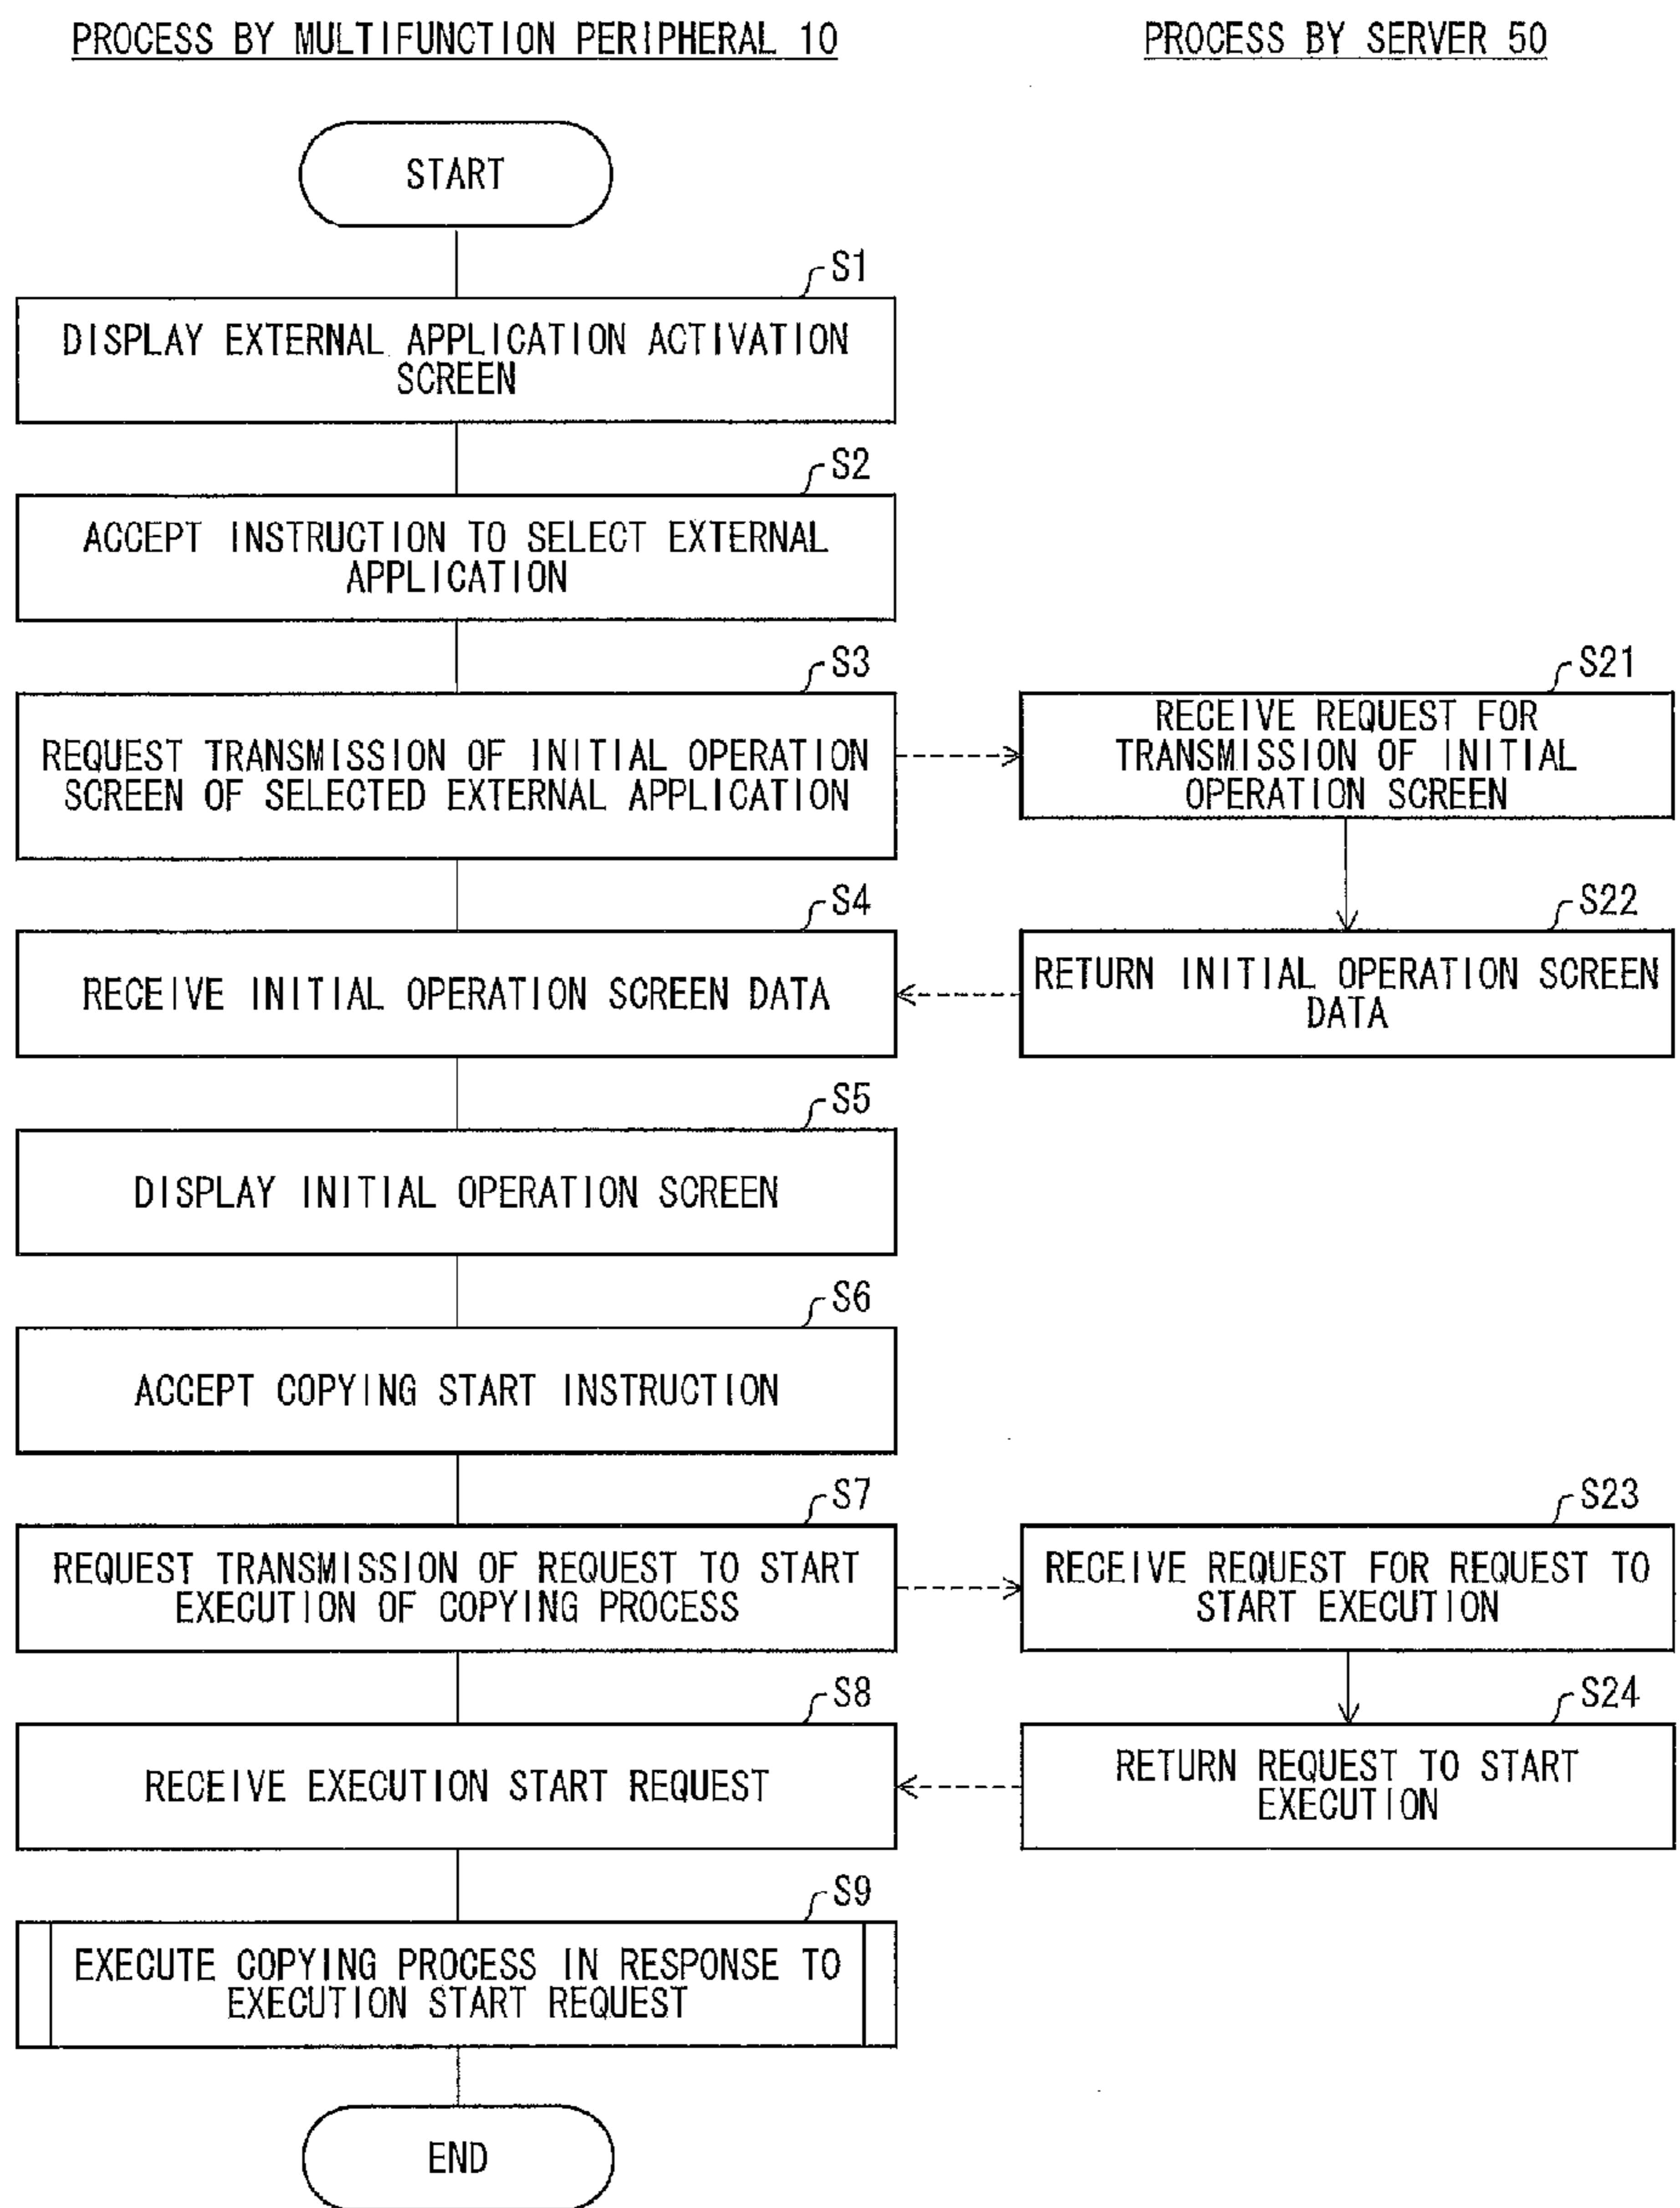 PROCESS BY MULTIFUNCTION PERIPHERAL 10
PROCESS BY SERVER 50
START
S1
DISPLAY EXTERNAL APPLICATION ACTIVATION
SCREEN
S2
ACCEPT INSTRUCTION TO SELECT EXTERNAL
APPLICATION
S3
REQUEST TRANSMISSION OF INITIAL OPERATION
SCREEN OF SELECTED EXTERNAL APPLICATION
S21
RECEIVE REQUEST FOR
TRANSMISSION OF INITIAL
OPERATION SCREEN
S4
RECEIVE INITIAL OPERATION SCREEN DATA
S22
RETURN INITIAL OPERATION SCREEN
DATA
S5
DISPLAY INITIAL OPERATION SCREEN
S6
ACCEPT COPYING START INSTRUCTION
S7
REQUEST TRANSMISSION OF REQUEST TO START
EXECUTION OF COPYING PROCESS
S23
RECEIVE REQUEST FOR REQUEST TO
START EXECUTION
S8
RECEIVE EXECUTION START REQUEST
S24
RETURN REQUEST TO START
EXECUTION
S9
EXECUTE COPYING PROCESS IN RESPONSE TO
EXECUTION START REQUEST
END